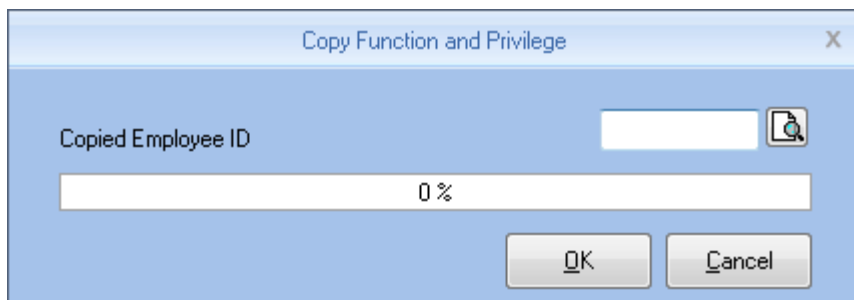 Copy Function and Privilege
X
Copied Employee ID
0 %
OK
Cancel